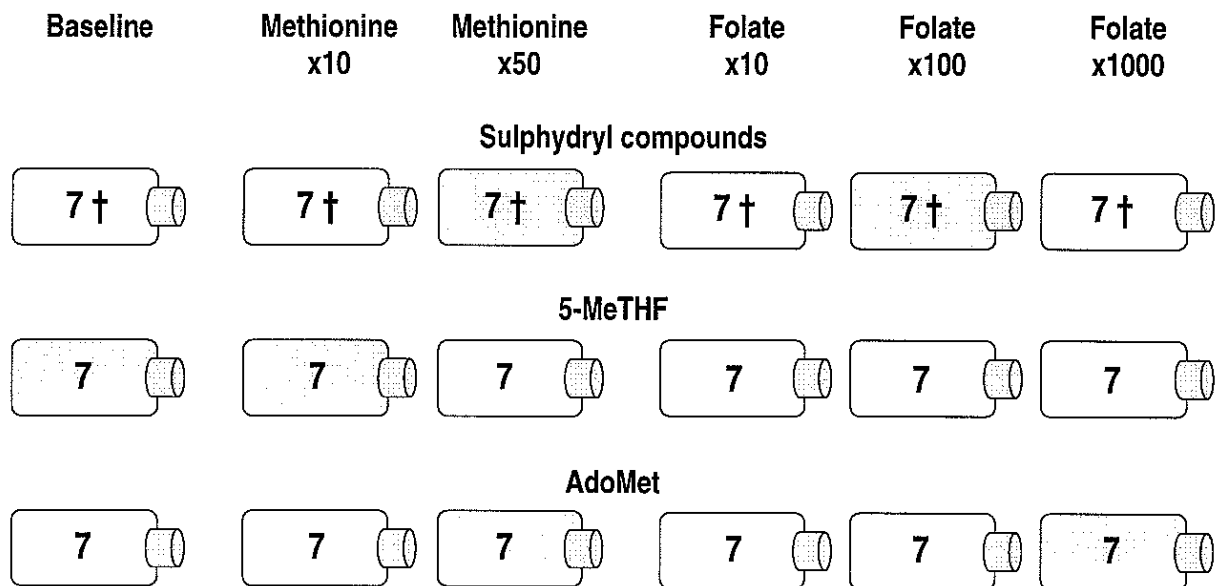 Baseline Methionine x10 Methionine x50 Folate x10 Folate x100 Folate x1000
Sulphydryl compounds
7† 7† 7† 7† 7† 7†
5-MeTHF
7 7 7 7 7 7
AdoMet
7 7 7 7 7 7